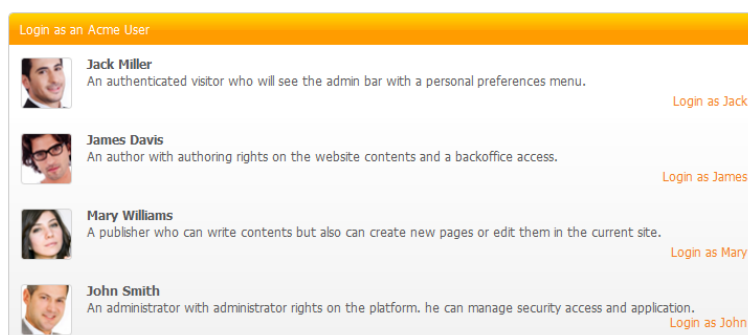 Login as an Acme User
Jack Miller
An authenticated visitor who will see the admin bar with a personal preferences menu.
Login as Jack
James Davis
An author with authoring rights on the website contents and a backoffice access.
Login as James
Mary Williams
A publisher who can write contents but also can create new pages or edit them in the current site.
Login as Mary
John Smith
An administrator with administrator rights on the platform. he can manage security access and application.
Login as John